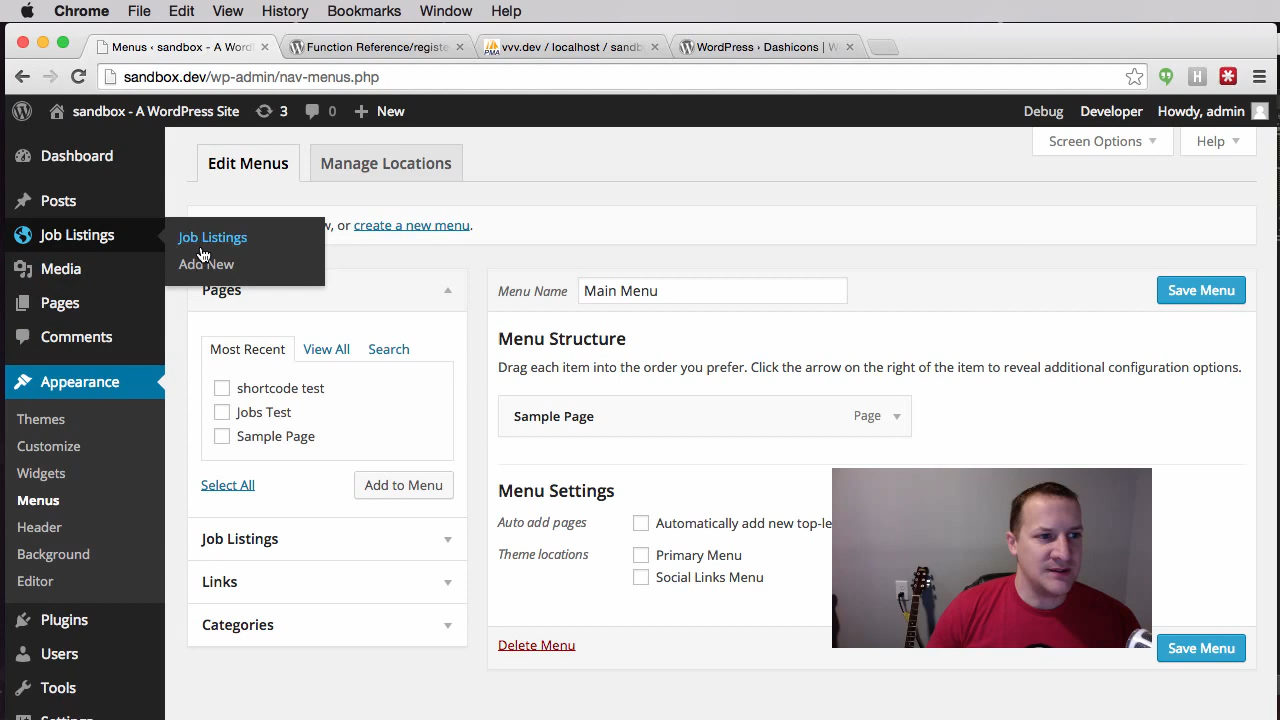 Chrome File Edit View History Bookmarks Window Help
Menus ‹ sandbox - A Word
Function Reference/registe
vvv.dev / localhost / sandb
WordPress › Dashicons | W
sandbox.dev/wp-admin/nav-menus.php
sandbox - A WordPress Site 3 0 New Debug Developer Howdy, admin
Screen Options Help
Edit Menus Manage Locations
Dashboard
Posts
Job Listings
Media
Pages
Comments
Appearance
Themes
Customize
Widgets
Menus
Header
Background
Editor
Plugins
Users
Tools
Job Listings
Add New
, or create a new menu.
Pages
Most Recent View All Search
shortcode test
Jobs Test
Sample Page
Select All Add to Menu
Job Listings
Links
Categories
Menu Name Main Menu Save Menu
Menu Structure
Drag each item into the order you prefer. Click the arrow on the right of the item to reveal additional configuration options.
Sample Page Page
Menu Settings
Auto add pages Automatically add new top-le
Theme locations Primary Menu
Social Links Menu
Delete Menu Save Menu